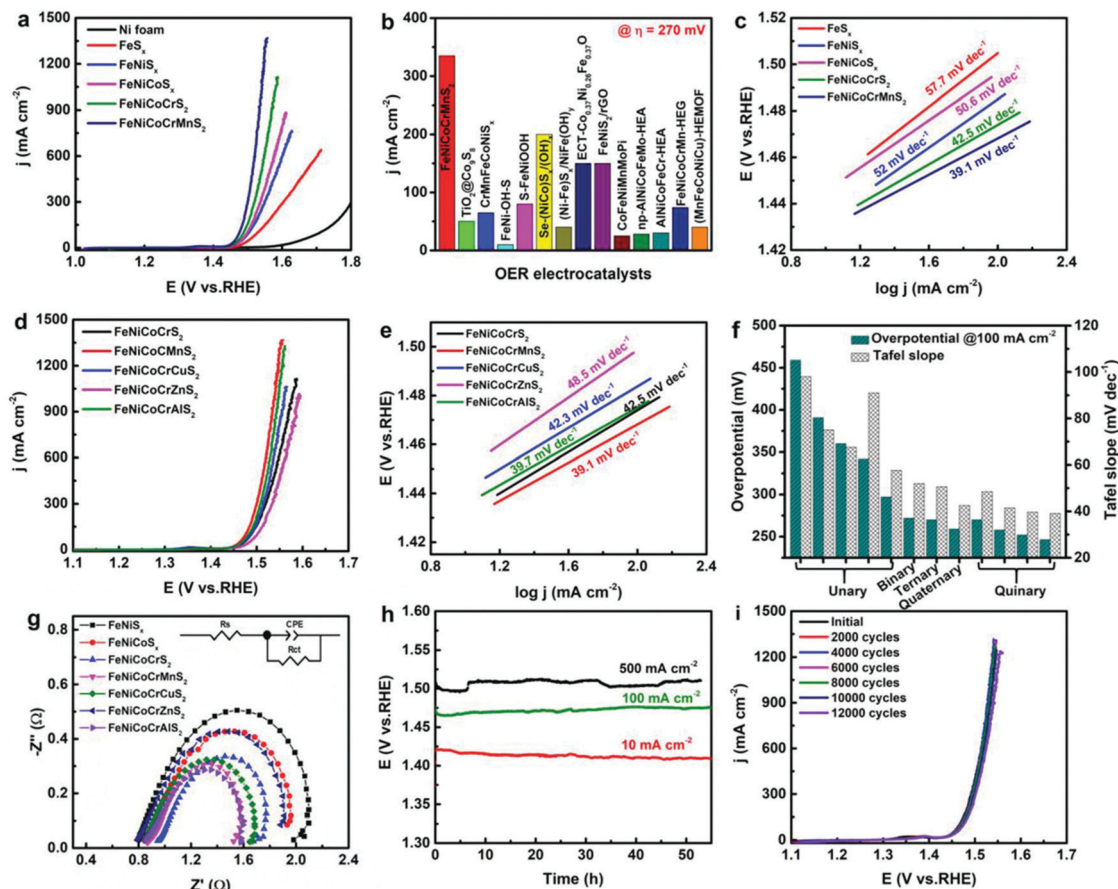 a
1350
1200
900
600
300
0
j (mA cm⁻²)
1.0
1.2
1.4
1.6
1.8
E (V vs.RHE)
Ni foam
FeSₓ
FeNiSₓ
FeNiCoSₓ
FeNiCoCrS₂
FeNiCoCrMnS₂
b
400
300
200
100
0
j (mA cm⁻²)
@ η = 270 mV
FeNiCoCrMnS₂
TiO₂@Co₉S₈
CrMnFeCoNiSₓ
FeNi-OH-S
S-FeNiOOH
Se-(NiCo)Sₓ/(OH)ₓ
(Ni-Fe)Sₓ/NiFe(OH)ᵧ
ECT-Co₀.₃₇Ni₀.₂₆Fe₀.₃₇O
FeNiS₂/rGO
CoFeNiMnMoPi
np-AlNiCoFeMo-HEA
AlNiCoFeCr-HEA
FeNiCoCrMn-HEG
(MnFeCoNiCu)-HEMOF
OER electrocatalysts
c
1.52
1.50
1.48
1.46
1.44
1.42
E (V vs.RHE)
0.8
1.2
1.6
2.0
2.4
log j (mA cm⁻²)
FeSₓ
FeNiSₓ
FeNiCoSₓ
FeNiCoCrS₂
FeNiCoCrMnS₂
57.7 mV dec⁻¹
50.6 mV dec⁻¹
52 mV dec⁻¹
42.5 mV dec⁻¹
39.1 mV dec⁻¹
d
1500
1200
900
600
300
0
j (mA cm⁻²)
1.1
1.2
1.3
1.4
1.5
1.6
1.7
E (V vs.RHE)
FeNiCoCrS₂
FeNiCoCMnS₂
FeNiCoCrCuS₂
FeNiCoCrZnS₂
FeNiCoCrAlS₂
e
1.50
1.48
1.46
1.44
1.42
E (V vs.RHE)
0.4
0.8
1.2
1.6
2.0
2.4
log j (mA cm⁻²)
FeNiCoCrS₂
FeNiCoCrMnS₂
FeNiCoCrCuS₂
FeNiCoCrZnS₂
FeNiCoCrAlS₂
48.5 mV dec⁻¹
42.3 mV dec⁻¹
42.5 mV dec⁻¹
39.7 mV dec⁻¹
39.1 mV dec⁻¹
f
500
450
400
350
300
250
Overpotential (mV)
Overpotential @100 mA cm⁻²
Tafel slope
120
100
80
60
40
20
Tafel slope (mV dec⁻¹)
Unary
Binary
Ternary
Quaternary
Quinary
g
0.8
0.6
0.4
0.2
0.0
-Z'' (Ω)
0.4
0.8
1.2
1.6
2.0
2.4
Z' (Ω)
FeNiSₓ
FeNiCoSₓ
FeNiCoCrS₂
FeNiCoCrMnS₂
FeNiCoCrCuS₂
FeNiCoCrZnS₂
FeNiCoCrAlS₂
Rs
CPE
Rct
h
1.60
1.55
1.50
1.45
1.40
1.35
1.30
E (V vs.RHE)
0
10
20
30
40
50
Time (h)
500 mA cm⁻²
100 mA cm⁻²
10 mA cm⁻²
i
1500
1200
900
600
300
0
j (mA cm⁻²)
1.1
1.2
1.3
1.4
1.5
1.6
1.7
E (V vs.RHE)
Initial
2000 cycles
4000 cycles
6000 cycles
8000 cycles
10000 cycles
12000 cycles